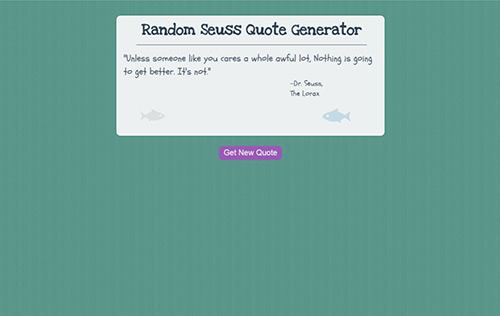 Random Seuss Quote Generator
"Unless someone like you cares a whole awful lot, Nothing is going
to get better. It's not."
-Dr. Seuss,
The Lorax
Get New Quote